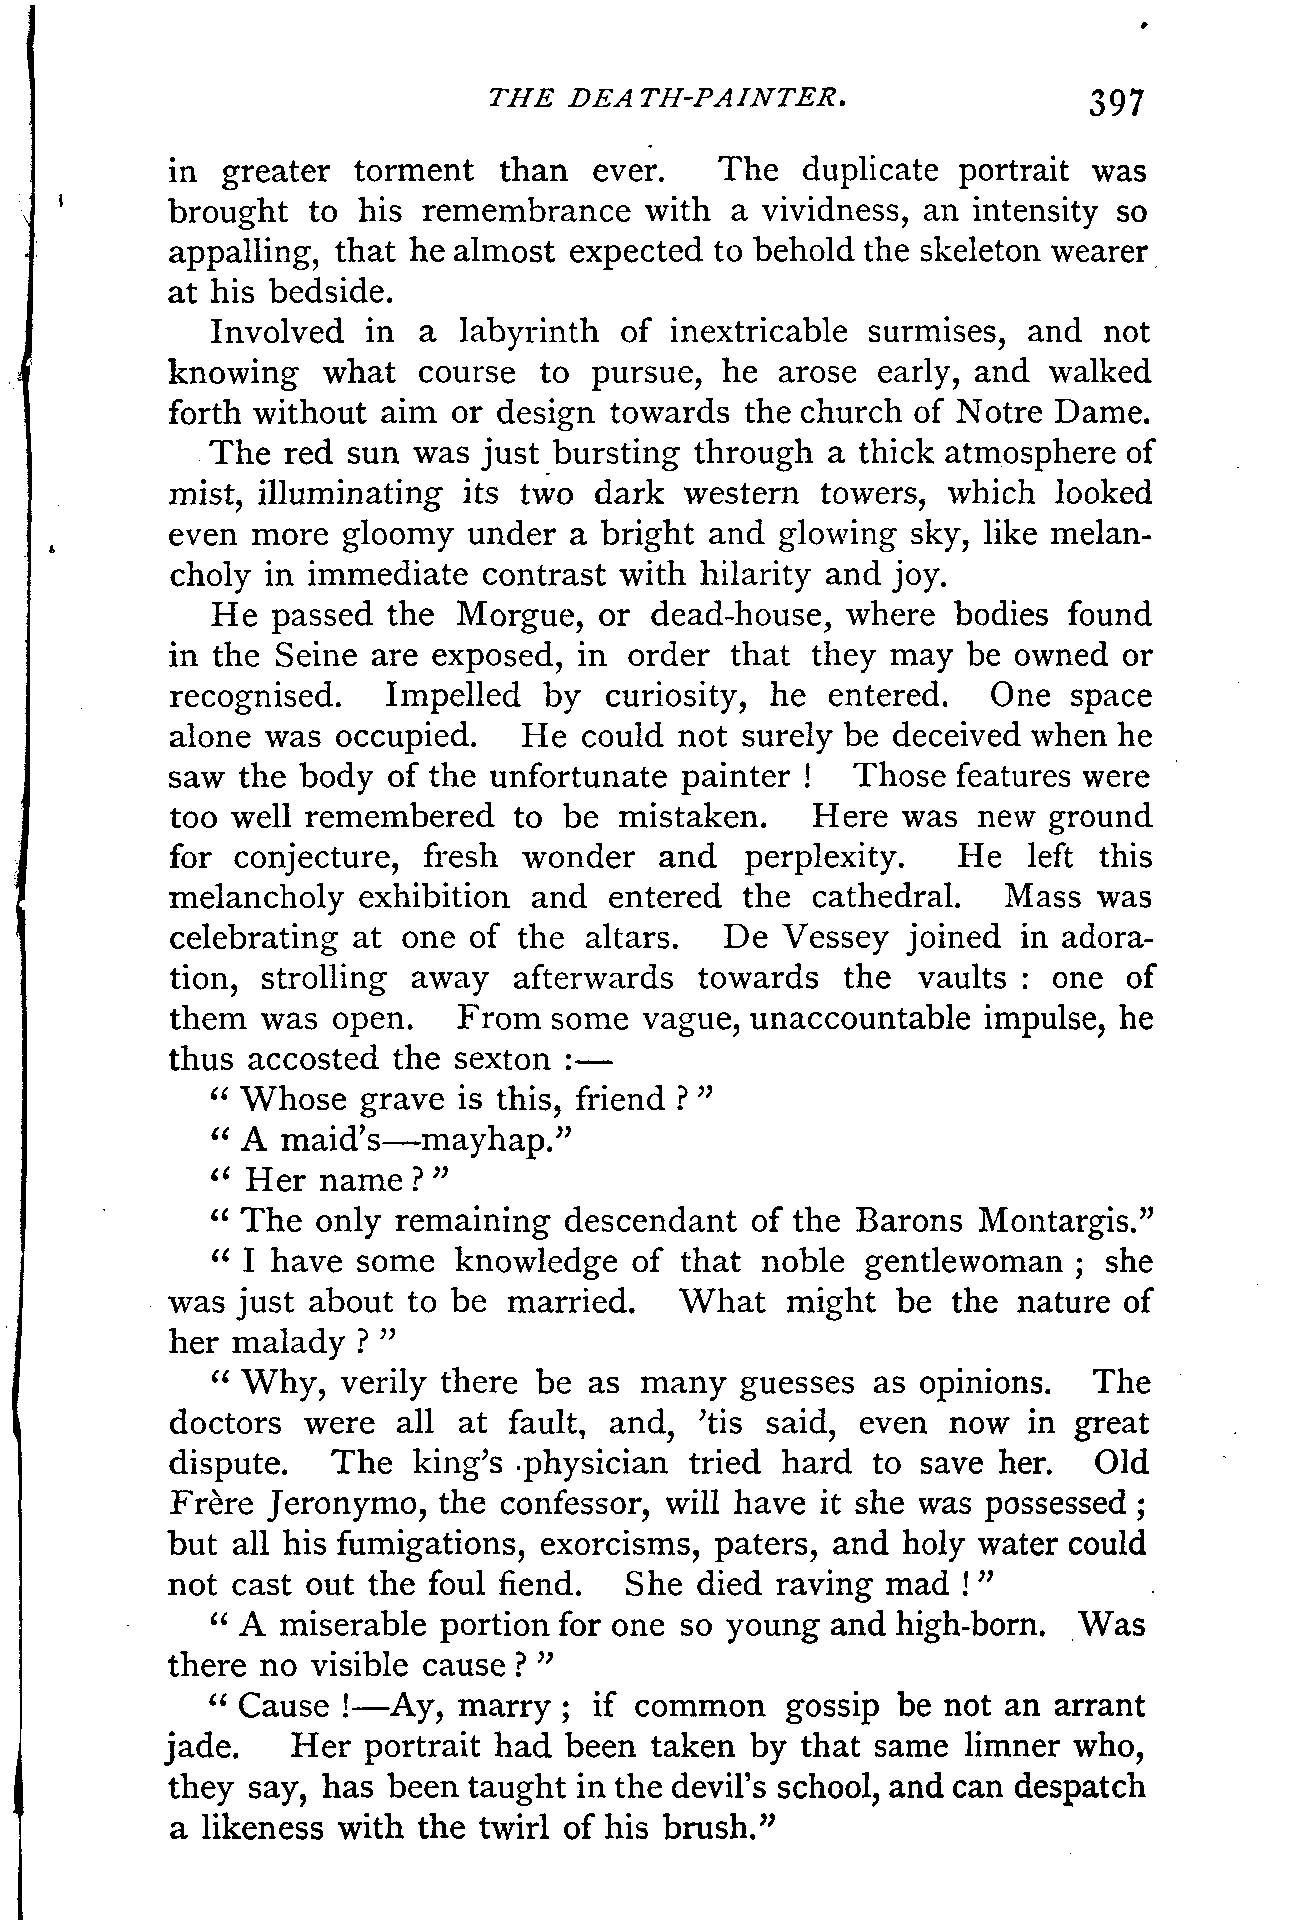 THE DEATH-PAINTER. 397
in greater torment than ever. The duplicate portrait was
brought to his remembrance with a vividness, an intensity so
appalling, that he almost expected to behold the skeleton wearer
at his bedside.
Involved in a labyrinth of inextricable surmises, and not
knowing what course to pursue, he arose early, and walked
forth without aim or design towards the church of Notre Dame.
The red sun was just bursting through a thick atmosphere of
mist, illuminating its two dark western towers, which looked
even more gloomy under a bright and glowing sky, like melan-
choly in immediate contrast with hilarity and joy.
He passed the Morgue, or dead-house, where bodies found
in the Seine are exposed, in order that they may be owned or
recognised. Impelled by curiosity, he entered. One space
alone was occupied. He could not surely be deceived when he
saw the body of the unfortunate painter ! Those features were
too well remembered to be mistaken. Here was new ground
for conjecture, fresh wonder and perplexity. He left this
melancholy exhibition and entered the cathedral. Mass was
celebrating at one of the altars. De Vessey joined in adora-
tion, strolling away afterwards towards the vaults : one of
them was open. From some vague, unaccountable impulse, he
thus accosted the sexton :—
“ Whose grave is this, friend ? ”
“ A maid’s—mayhap.”
“ Her name ? ”
“ The only remaining descendant of the Barons Montargis.”
“ I have some knowledge of that noble gentlewoman ; she
was just about to be married. What might be the nature of
her malady ? ”
“ Why, verily there be as many guesses as opinions. The
doctors were all at fault, and, ’tis said, even now in great
dispute. The king’s physician tried hard to save her. Old
Frère Jeronymo, the confessor, will have it she was possessed ;
but all his fumigations, exorcisms, paters, and holy water could
not cast out the foul fiend. She died raving mad ! ”
“ A miserable portion for one so young and high-born. Was
there no visible cause ? ”
“ Cause !—Ay, marry ; if common gossip be not an arrant
jade. Her portrait had been taken by that same limner who,
they say, has been taught in the devil’s school, and can despatch
a likeness with the twirl of his brush.”